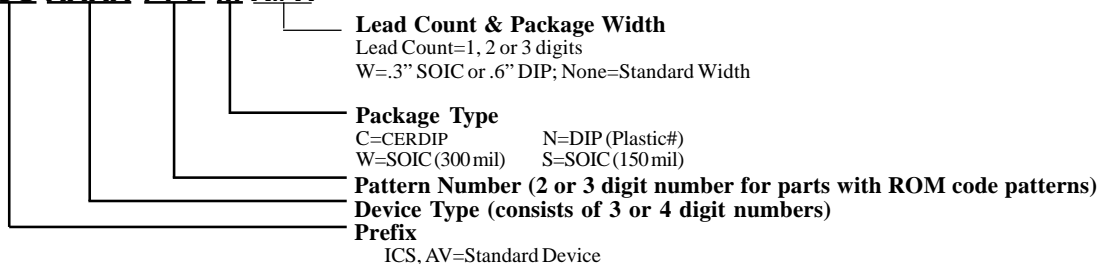 Lead Count & Package Width
Lead Count=1, 2 or 3 digits
W=.3” SOIC or .6” DIP; None=Standard Width
Package Type
C=CERDIP N=DIP (Plastic#)
W=SOIC (300 mil) S=SOIC (150 mil)
Pattern Number (2 or 3 digit number for parts with ROM code patterns)
Device Type (consists of 3 or 4 digit numbers)
Prefix
ICS, AV=Standard Device